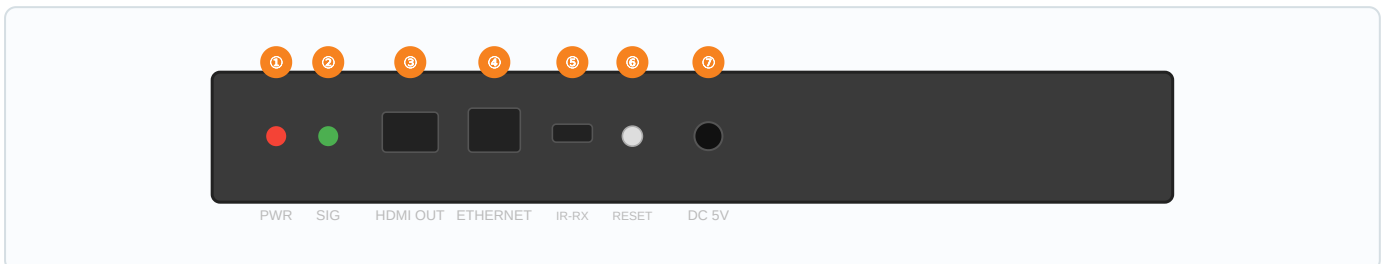 ① ② ③ ④ ⑤ ⑥ ⑦
PWR SIG HDMI OUT ETHERNET IR-RX RESET DC 5V